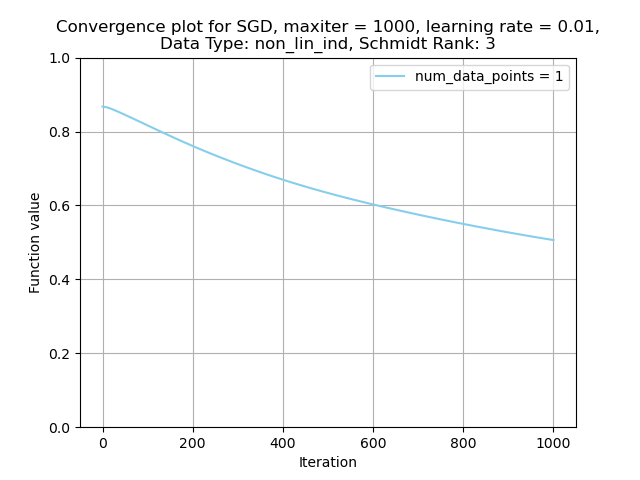 Convergence plot for SGD, maxiter = 1000, learning rate = 0.01,
Data Type: non_lin_ind, Schmidt Rank: 3
num_data_points = 1
Function value
1.0
0.8
0.6
0.4
0.2
0.0
0 200 400 600 800 1000
Iteration